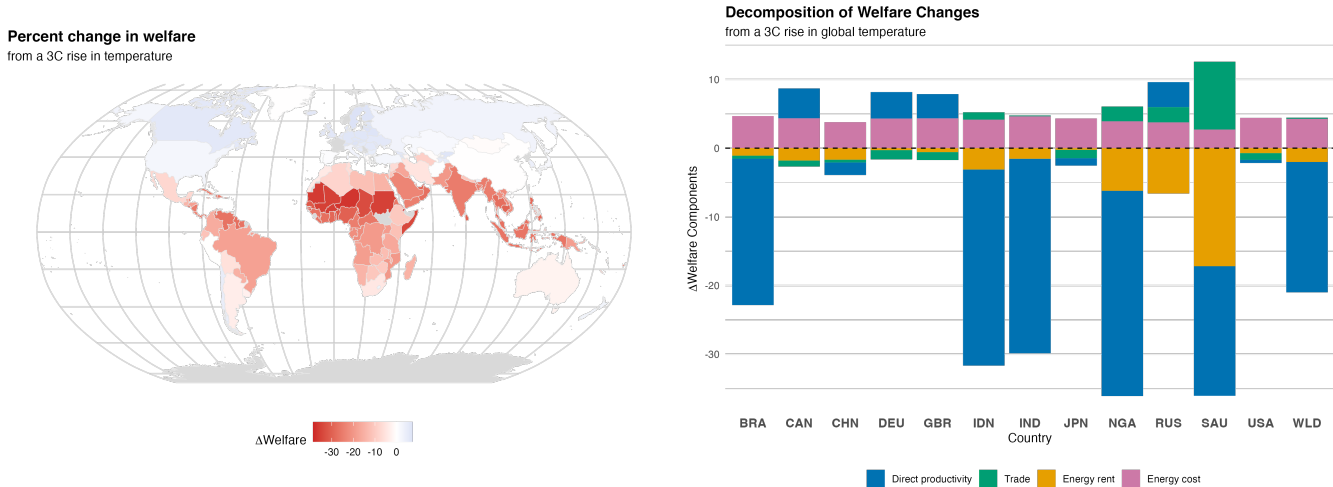 Percent change in welfare
from a 3C rise in temperature
ΔWelfare
-30 -20 -10 0
Decomposition of Welfare Changes
from a 3C rise in global temperature
ΔWelfare Components
10
0
-10
-20
-30
BRA CAN CHN DEU GBR IDN IND JPN NGA RUS SAU USA WLD
Country
Direct productivity Trade Energy rent Energy cost